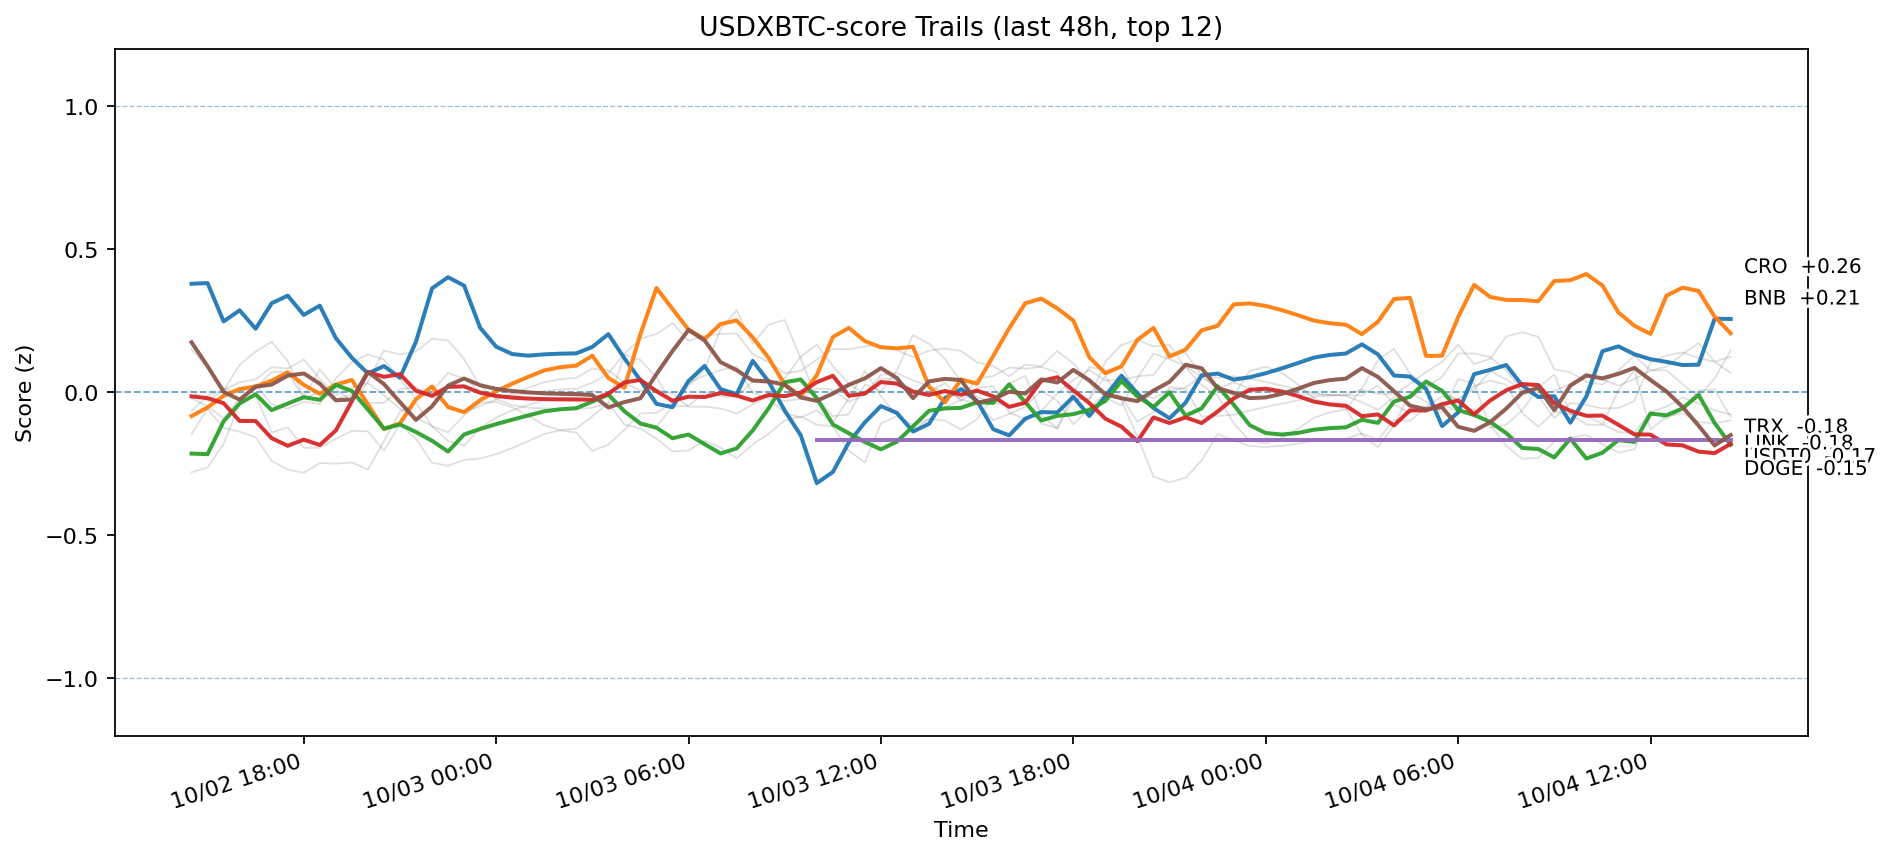 USDXBTC-score Trails (last 48h, top 12)
Score (z)
1.0
0.5
0.0
−0.5
−1.0
CRO +0.26
BNB +0.21
TRX -0.18
LINK -0.18
USDT0 -0.17
DOGE -0.15
10/02 18:00
10/03 00:00
10/03 06:00
10/03 12:00
10/03 18:00
10/04 00:00
10/04 06:00
10/04 12:00
Time